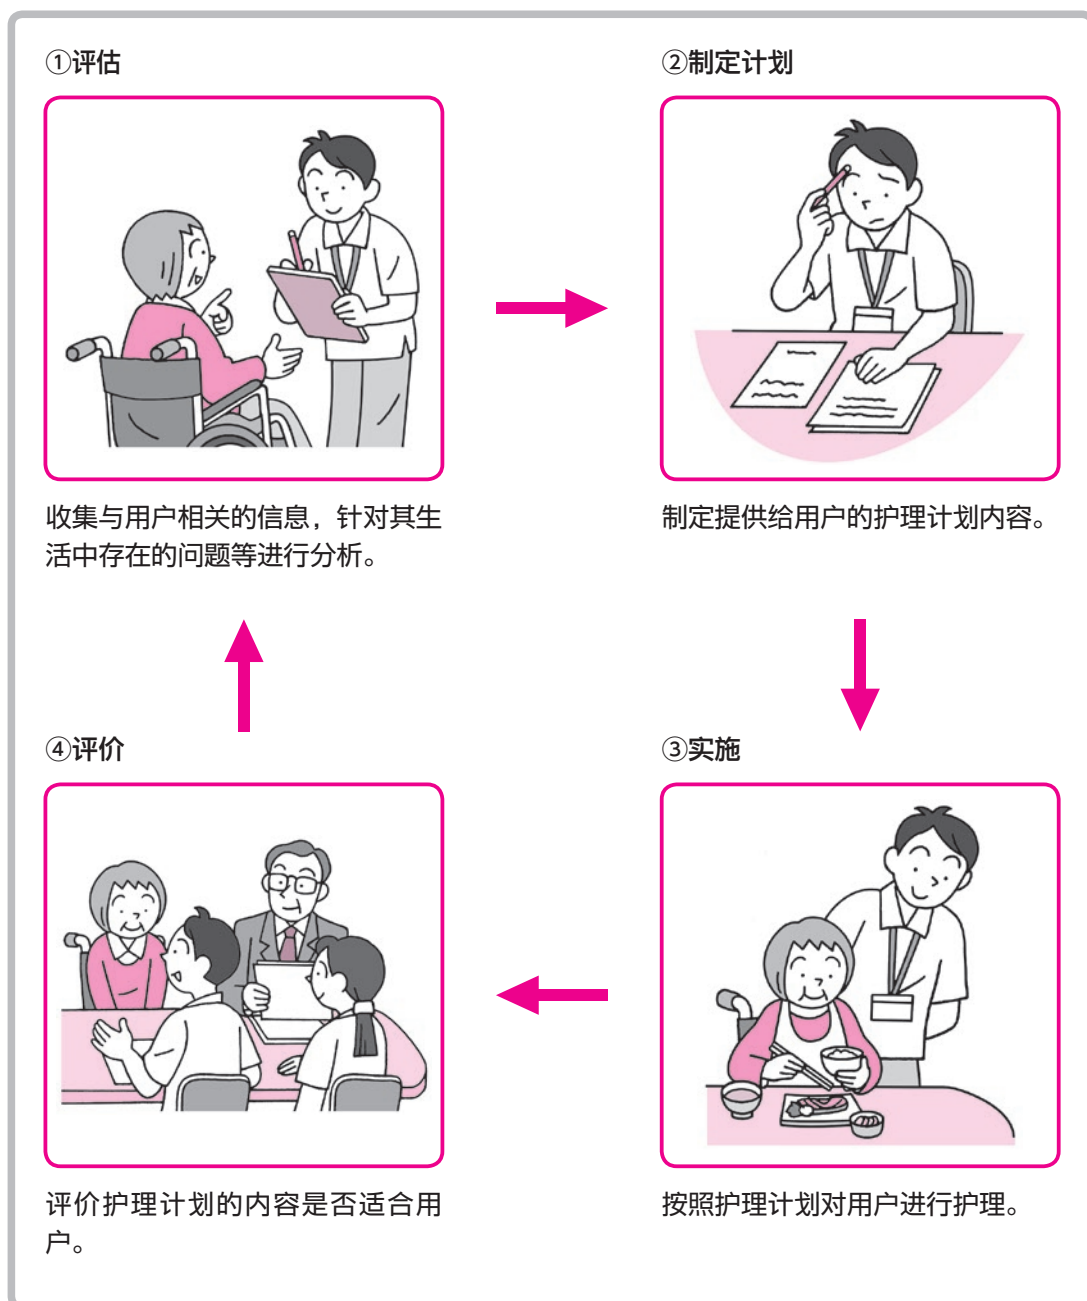 ①评估
②制定计划
收集与用户相关的信息，针对其生
活中存在的问题等进行分析。
制定提供给用户的护理计划内容。
④评价
③实施
评价护理计划的内容是否适合用
户。
按照护理计划对用户进行护理。